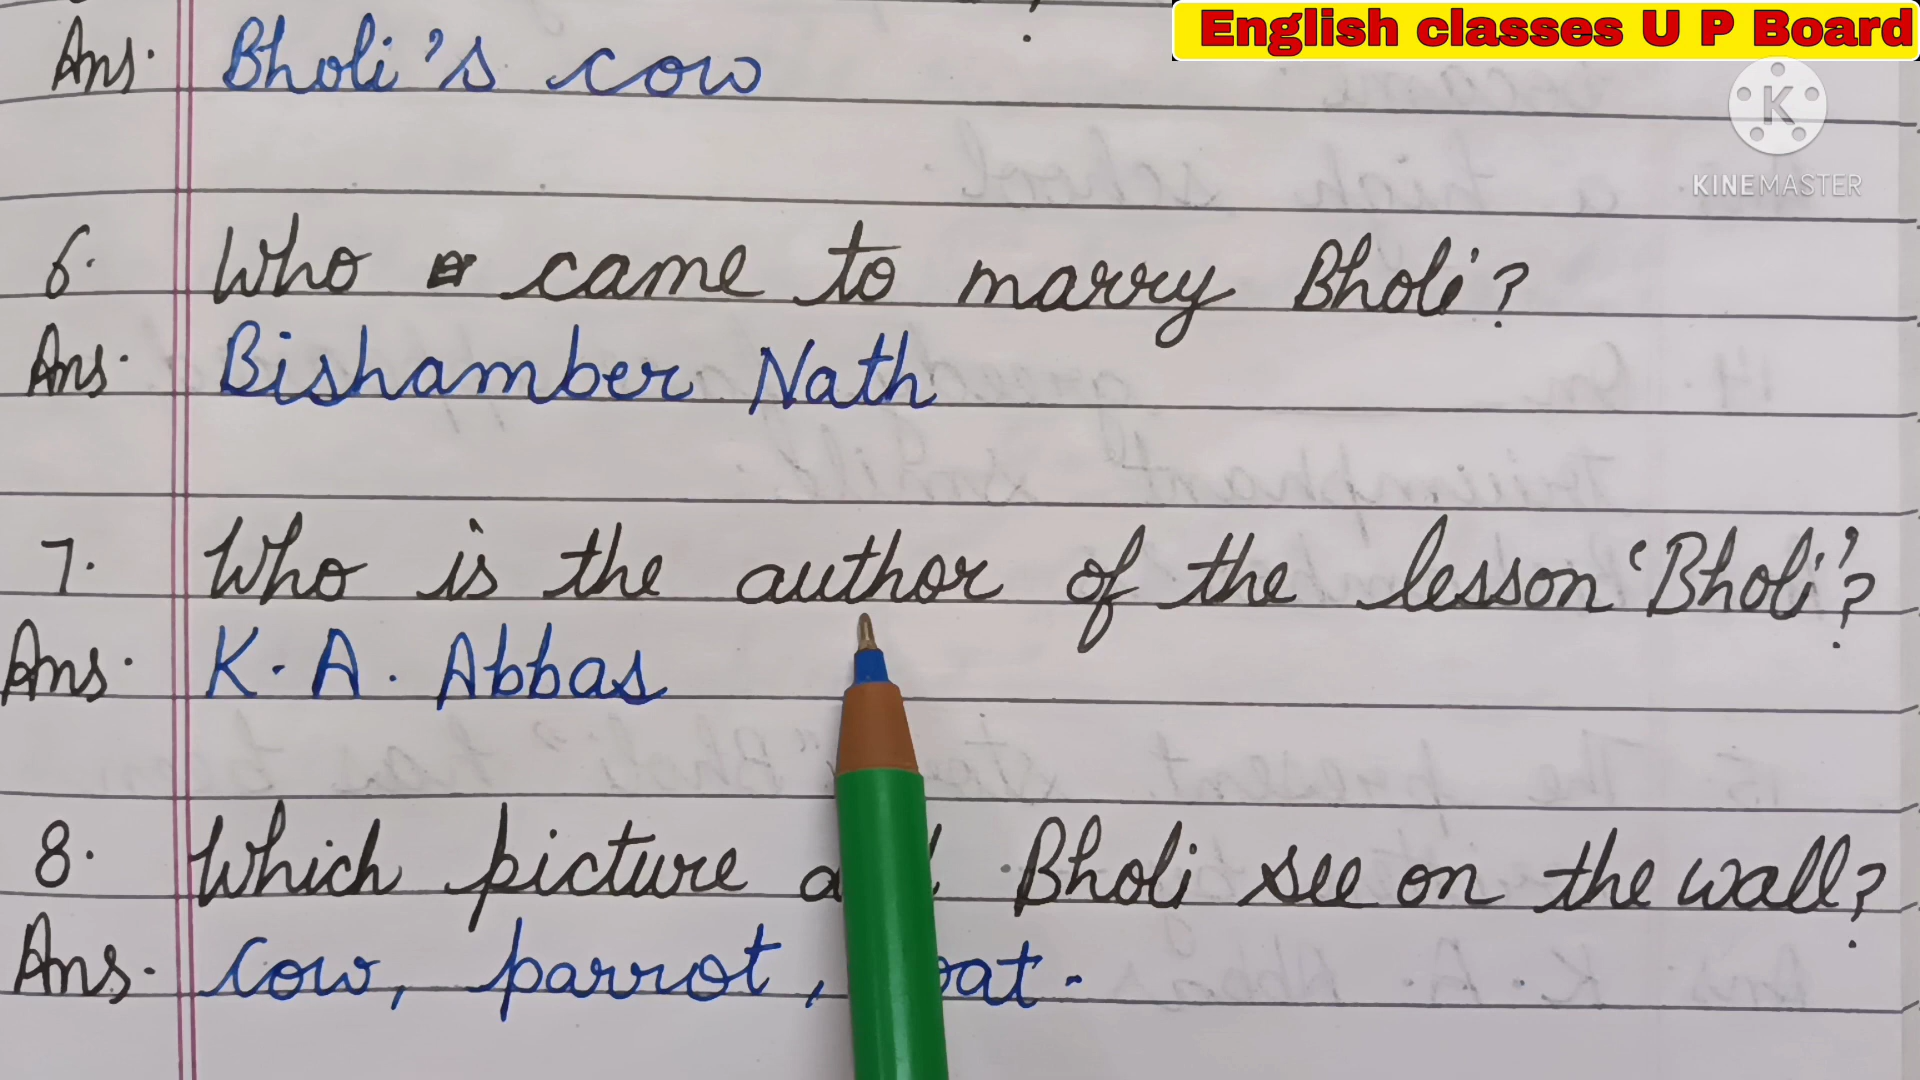 English classes U P Board
Ans. Bholi's cow
KINEMASTER
6. Who came to marry Bholi?
Ans. Bishamber Nath
7. Who is the author of the lesson 'Bholi'?
Ans. K. A. Abbas
8. Which picture Bholi see on the wall?
Ans. Cow, parrot,